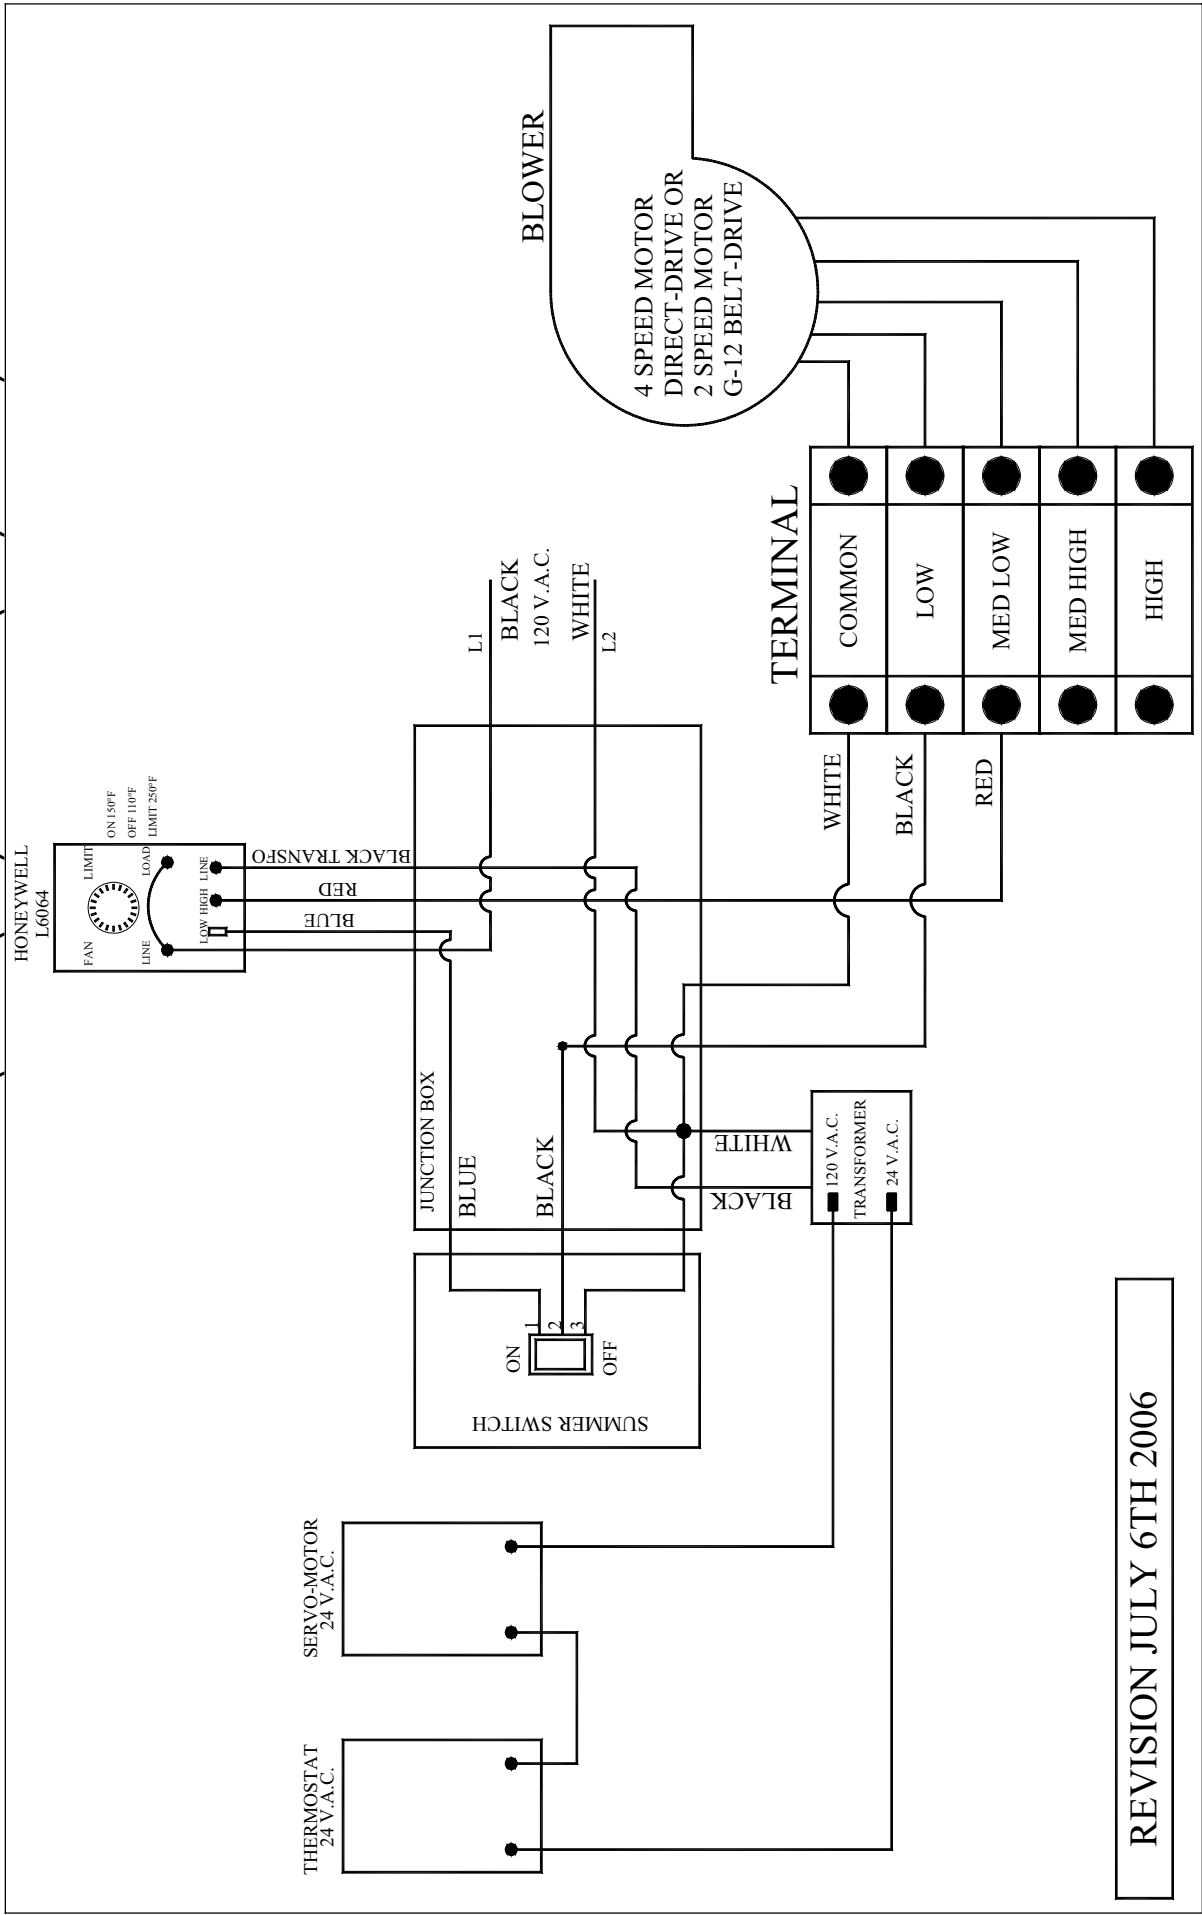 HONEYWELL
L6064
FAN
LIMIT
LINE
LOAD
LOW
HIGH
LINE
ON 150°F
OFF 110°F
LIMIT 250°F
BLUE
RED
BLACK TRANSFO
THERMOSTAT
24 V.A.C.
SERVO-MOTOR
24 V.A.C.
SUMMER SWITCH
ON
1
2
3
OFF
JUNCTION BOX
BLUE
BLACK
L1
BLACK
120 V.A.C.
WHITE
L2
BLOWER
4 SPEED MOTOR
DIRECT-DRIVE OR
2 SPEED MOTOR
G-12 BELT-DRIVE
BLACK
WHITE
120 V.A.C.
TRANSFORMER
24 V.A.C.
WHITE
BLACK
RED
TERMINAL
COMMON
LOW
MED LOW
MED HIGH
HIGH
REVISION JULY 6TH 2006